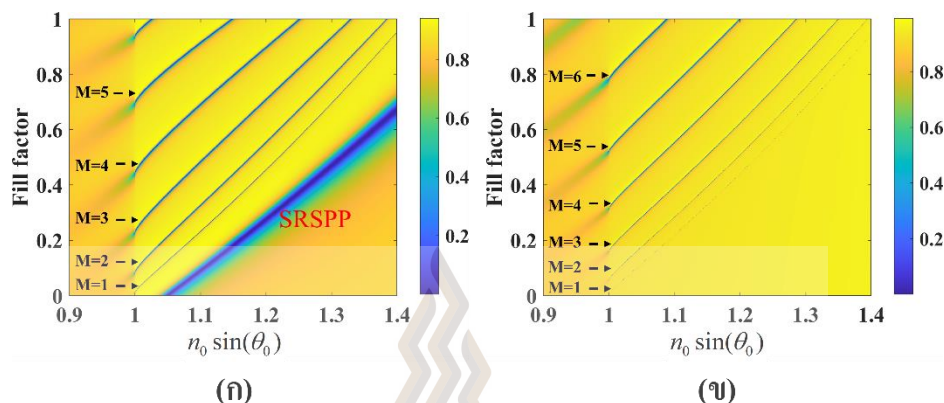 1
0.8
0.6
0.4
0.2
0
Fill factor
M=5
M=4
M=3
M=2
M=1
SRSPP
0.9 1 1.1 1.2 1.3 1.4
n₀ sin(θ₀)
0.8
0.6
0.4
0.2
(ก)
1
0.8
0.6
0.4
0.2
0
Fill factor
M=6
M=5
M=4
M=3
M=2
M=1
0.9 1 1.1 1.2 1.3 1.4
n₀ sin(θ₀)
0.8
0.6
0.4
0.2
(ข)